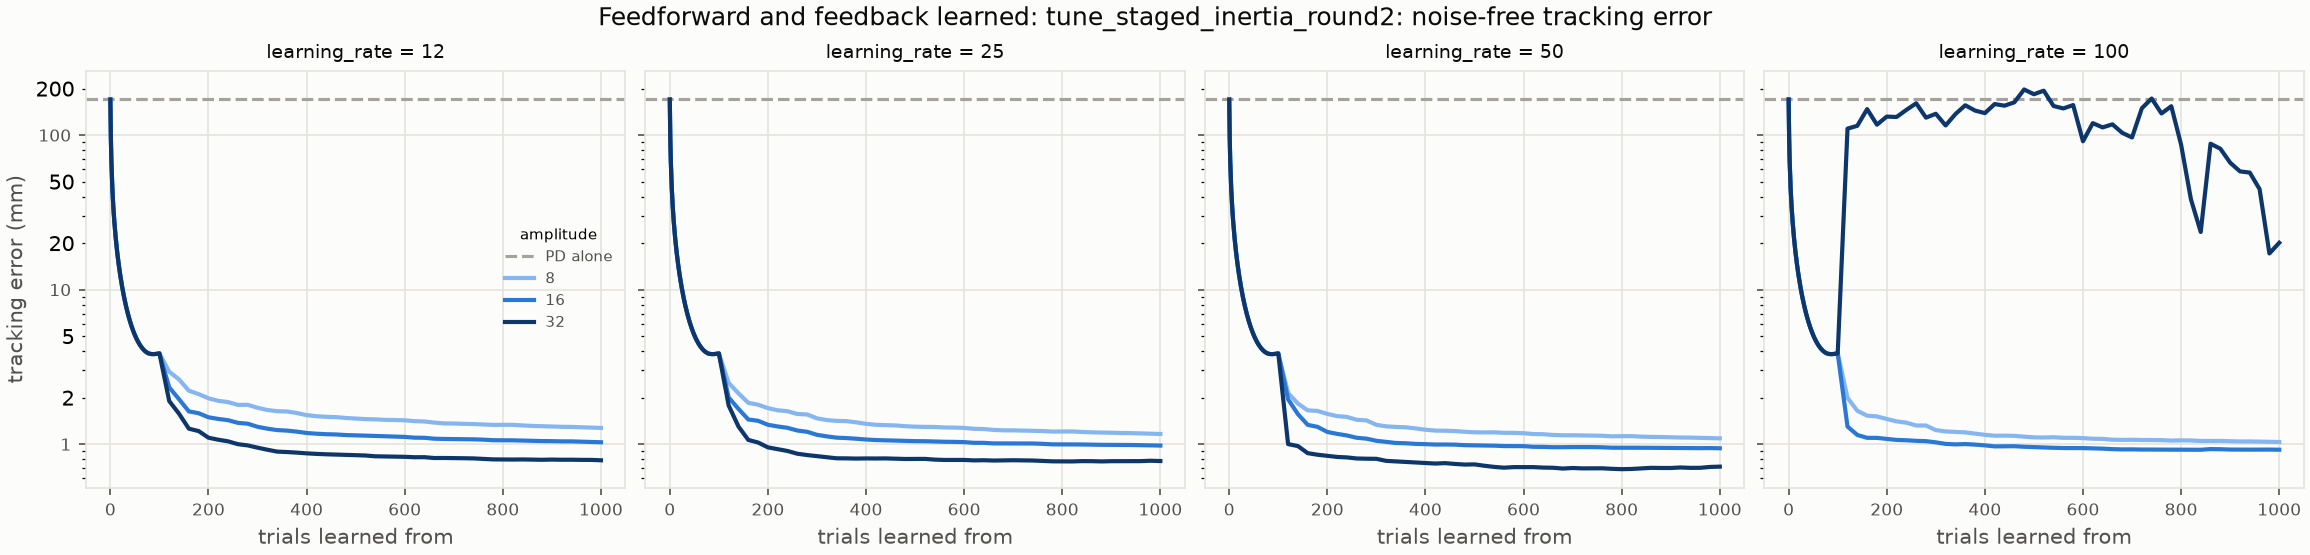 Feedforward and feedback learned: tune_staged_inertia_round2: noise-free tracking error
learning_rate = 12
learning_rate = 25
learning_rate = 50
learning_rate = 100
tracking error (mm)
200
100
50
20
10
5
2
1
amplitude
PD alone
8
16
32
0 200 400 600 800 1000
0 200 400 600 800 1000
0 200 400 600 800 1000
0 200 400 600 800 1000
trials learned from
trials learned from
trials learned from
trials learned from